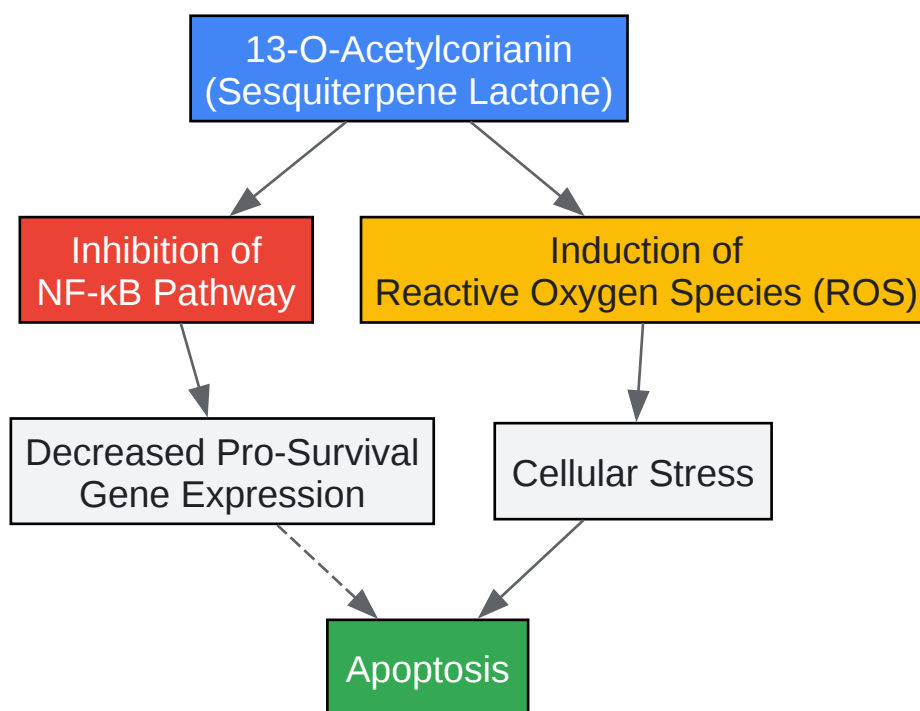 13-O-Acetylcorianin
(Sesquiterpene Lactone)
Inhibition of
NF-κB Pathway
Induction of
Reactive Oxygen Species (ROS)
Decreased Pro-Survival
Gene Expression
Cellular Stress
Apoptosis